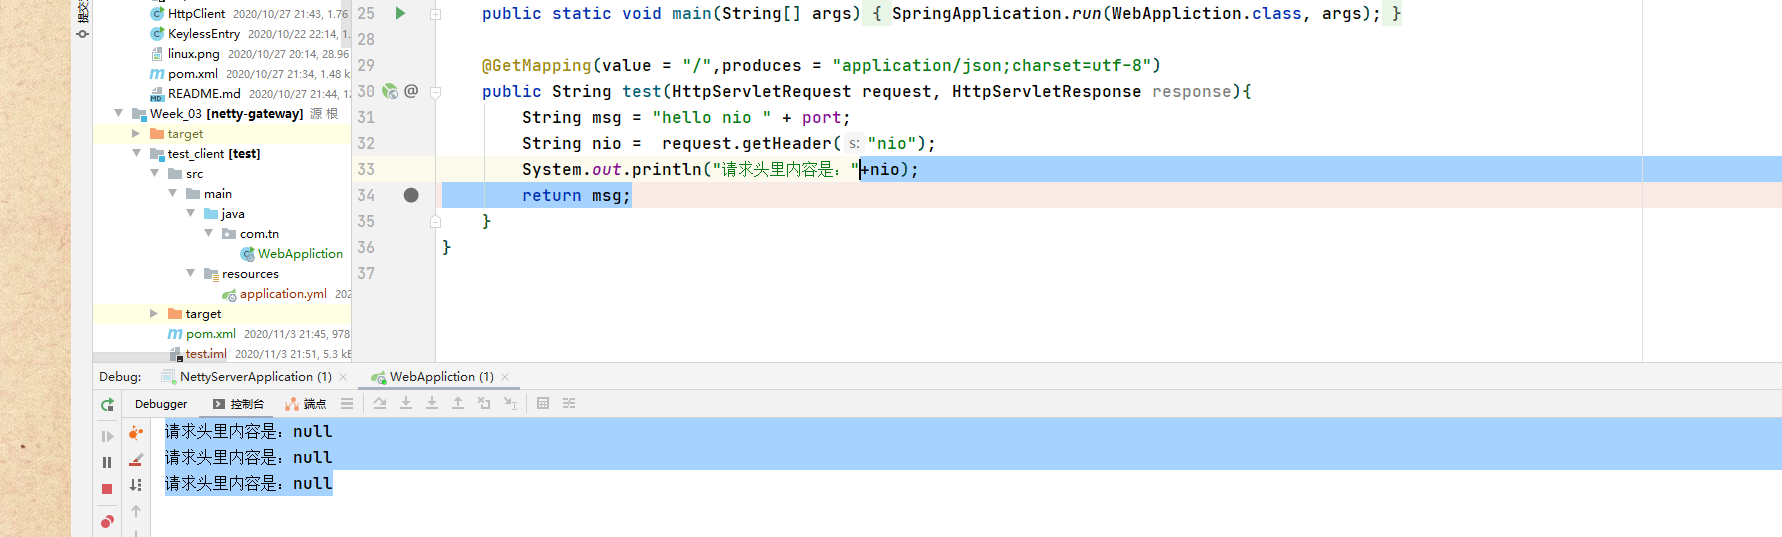 提交
HttpClient 2020/10/27 21:43, 1.76
KeylessEntry 2020/10/22 22:14, 1.
linux.png 2020/10/27 20:14, 28.96
pom.xml 2020/10/27 21:34, 1.48 k
README.md 2020/10/27 21:44, 12
Week_03 [netty-gateway] 源 根
target
test_client [test]
src
main
java
com.tn
WebAppliction
resources
application.yml 202
target
pom.xml 2020/11/3 21:45, 978
test.iml 2020/11/3 21:51, 5.3 kB
25 public static void main(String[] args) { SpringApplication.run(WebAppliction.class, args); }
28
29 @GetMapping(value = "/",produces = "application/json;charset=utf-8")
30 @ public String test(HttpServletRequest request, HttpServletResponse response){
31 String msg = "hello nio " + port;
32 String nio = request.getHeader( s: "nio");
33 System.out.println("请求头里内容是："+nio);
34 return msg;
35 }
36 }
37
Debug: NettyServerApplication (1) WebAppliction (1)
Debugger 控制台 端点
请求头里内容是：null
请求头里内容是：null
请求头里内容是：null